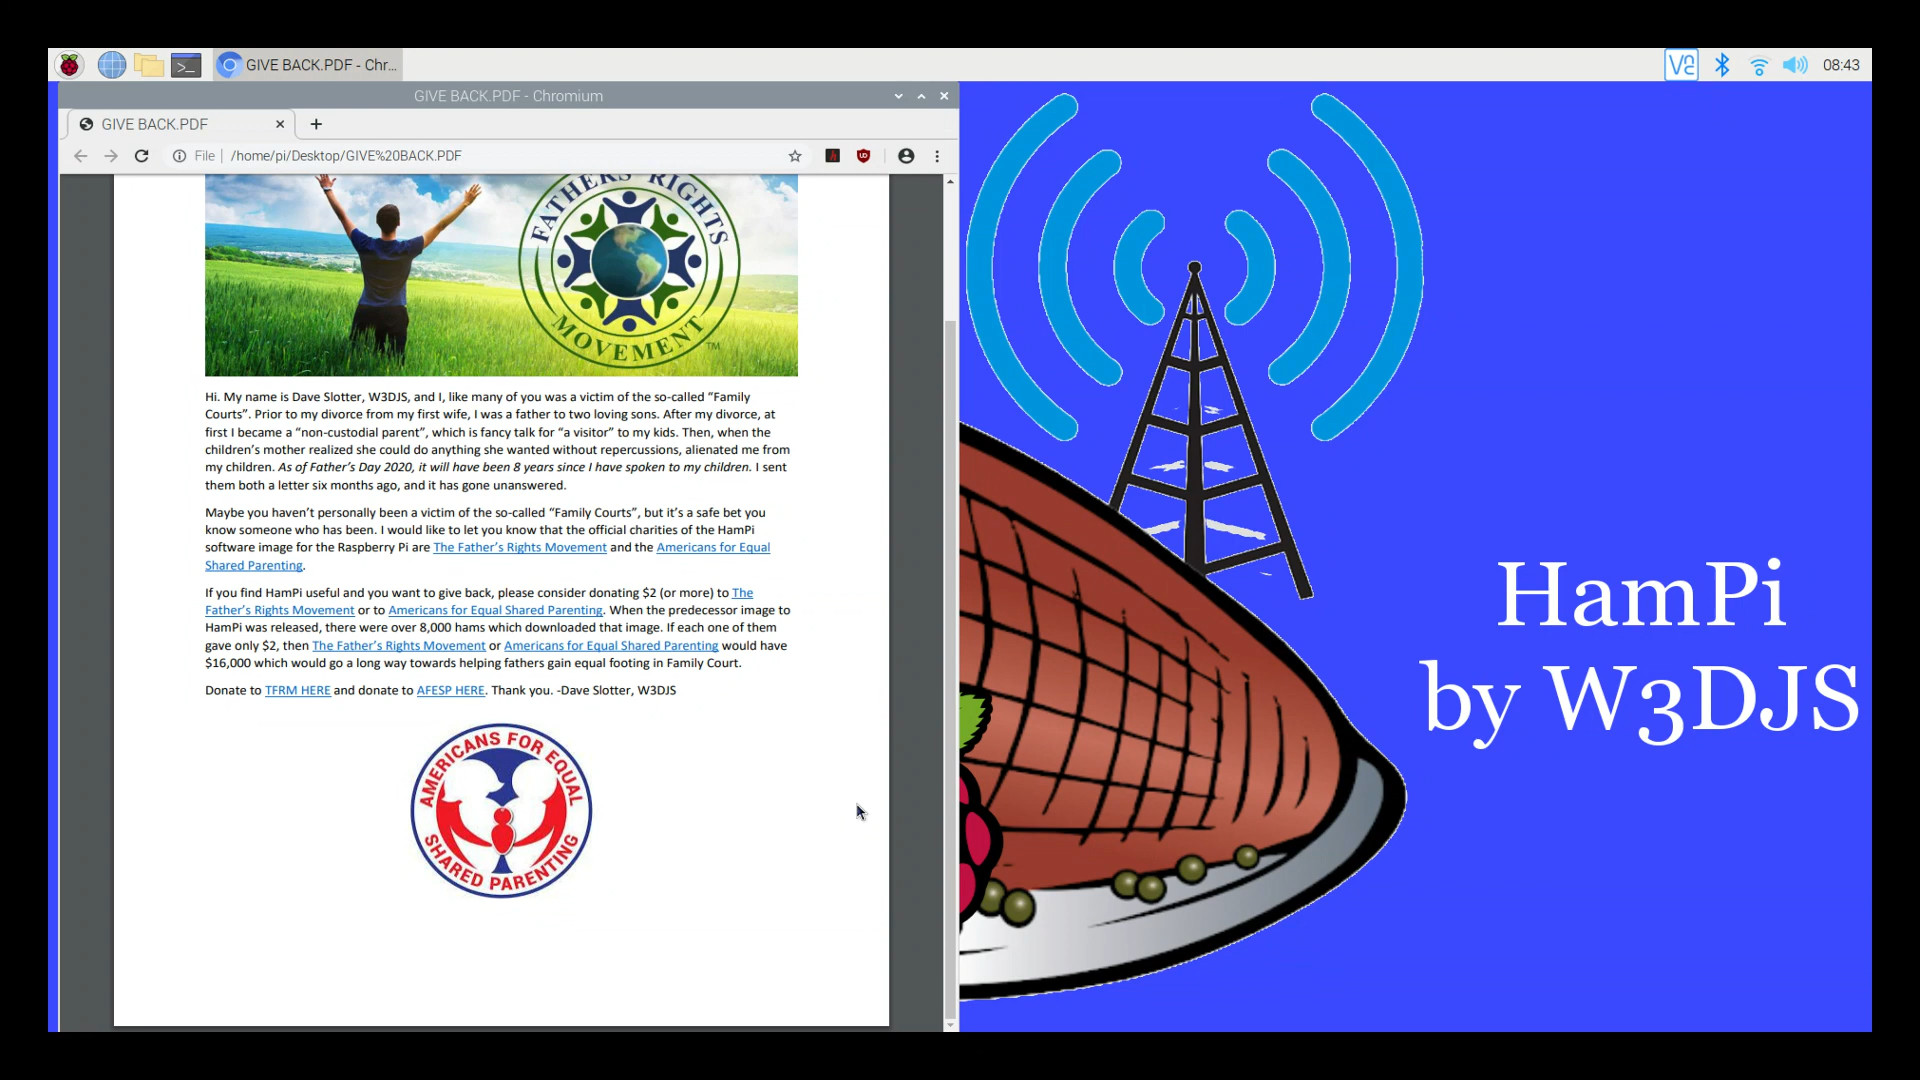 GIVE BACK.PDF - Chr...
08:43
GIVE BACK.PDF - Chromium
GIVE BACK.PDF
File
/home/pi/Desktop/GIVE%20BACK.PDF
FATHERS' RIGHTS
MOVEMENT
TM
Hi. My name is Dave Slotter, W3DJS, and I, like many of you was a victim of the so-called “Family
Courts”. Prior to my divorce from my first wife, I was a father to two loving sons. After my divorce, at
first I became a “non-custodial parent”, which is fancy talk for “a visitor” to my kids. Then, when the
children’s mother realized she could do anything she wanted without repercussions, alienated me from
my children. As of Father’s Day 2020, it will have been 8 years since I have spoken to my children. I sent
them both a letter six months ago, and it has gone unanswered.
Maybe you haven’t personally been a victim of the so-called “Family Courts”, but it’s a safe bet you
know someone who has been. I would like to let you know that the official charities of the HamPi
software image for the Raspberry Pi are The Father’s Rights Movement and the Americans for Equal
Shared Parenting.
If you find HamPi useful and you want to give back, please consider donating $2 (or more) to The
Father’s Rights Movement or to Americans for Equal Shared Parenting. When the predecessor image to
HamPi was released, there were over 8,000 hams which downloaded that image. If each one of them
gave only $2, then The Father’s Rights Movement or Americans for Equal Shared Parenting would have
$16,000 which would go a long way towards helping fathers gain equal footing in Family Court.
Donate to TFRM HERE and donate to AFESP HERE. Thank you. -Dave Slotter, W3DJS
AMERICANS FOR EQUAL
SHARED PARENTING
HamPi
by W3DJS